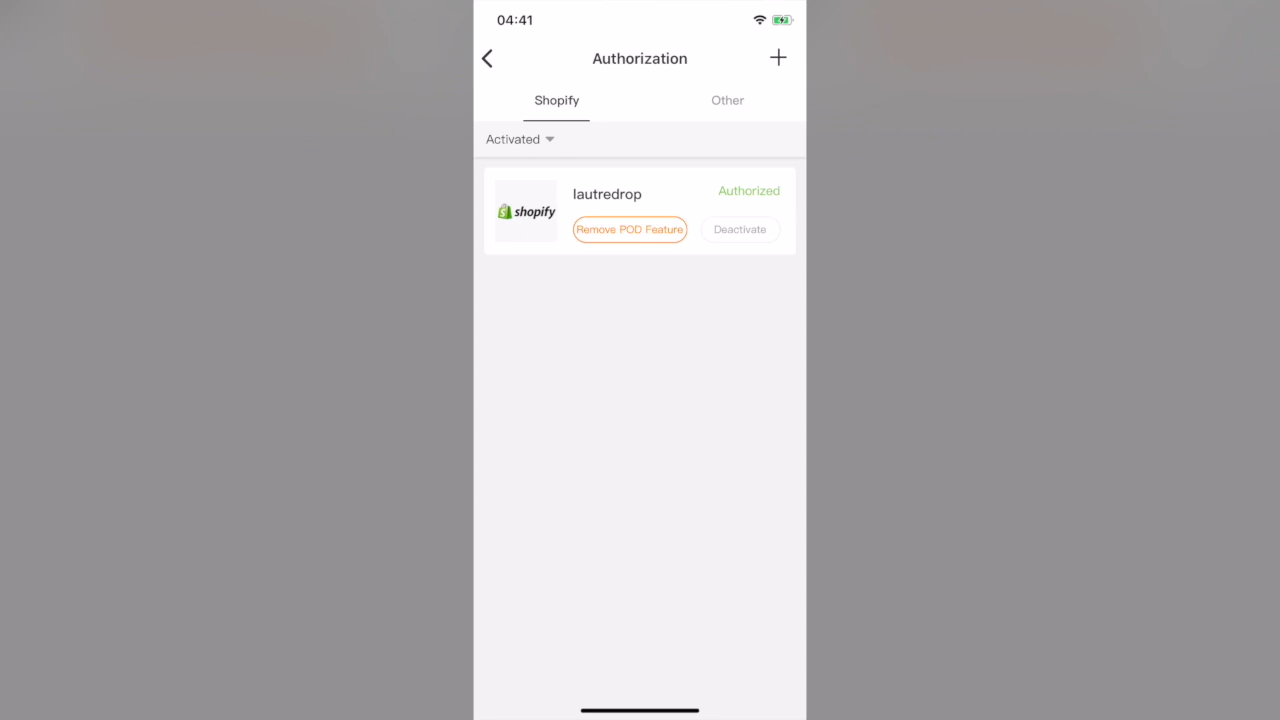 04:41
Authorization
Shopify
Other
Activated
shopify
lautredrop
Authorized
Remove POD Feature
Deactivate